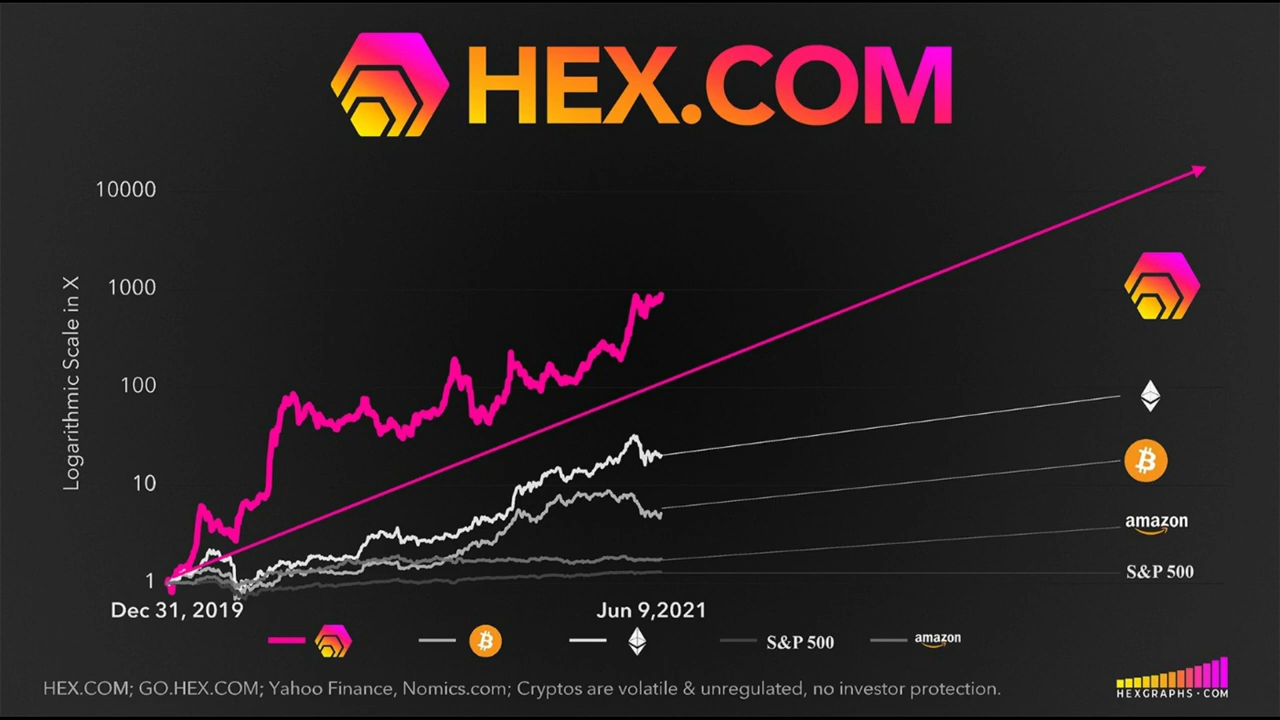 HEX.COM
10000
1000
100
10
1
Logarithmic Scale in X
Dec 31, 2019
Jun 9,2021
amazon
S&P 500
S&P 500
amazon
HEX.COM; GO.HEX.COM; Yahoo Finance, Nomics.com; Cryptos are volatile & unregulated, no investor protection.
HEXGRAPHS·COM